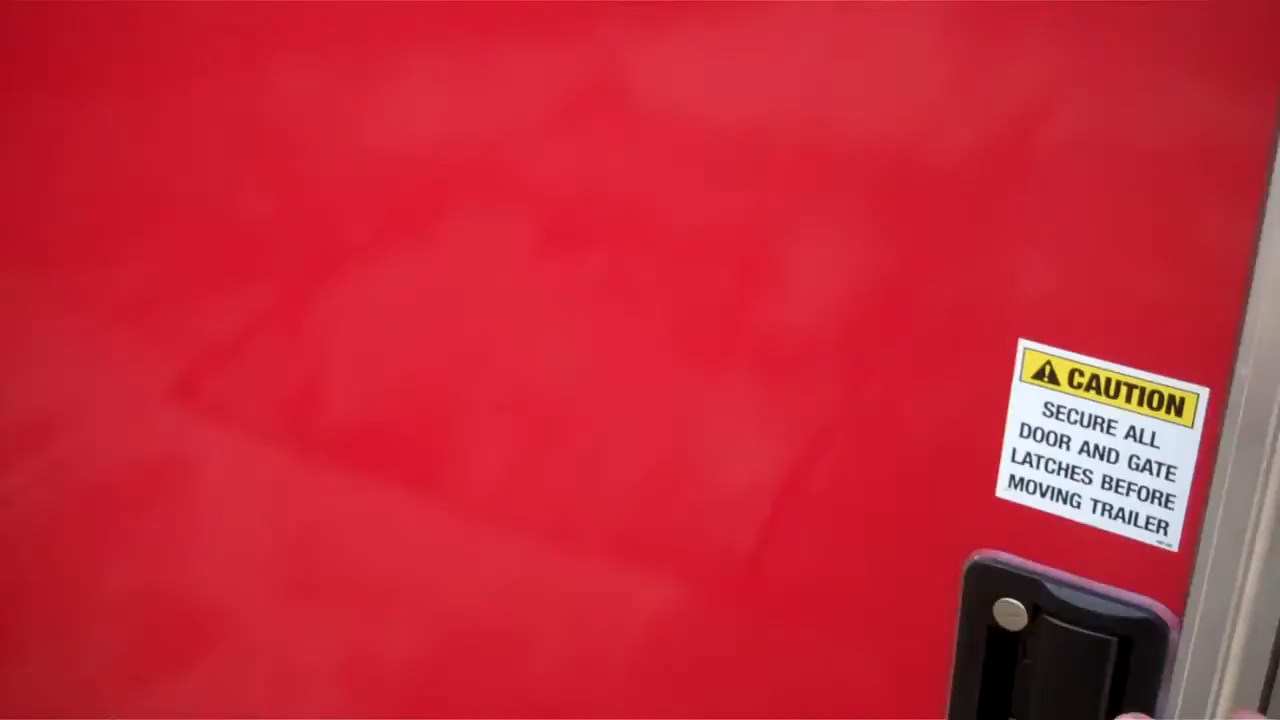 CAUTION
SECURE ALL
DOOR AND GATE
LATCHES BEFORE
MOVING TRAILER